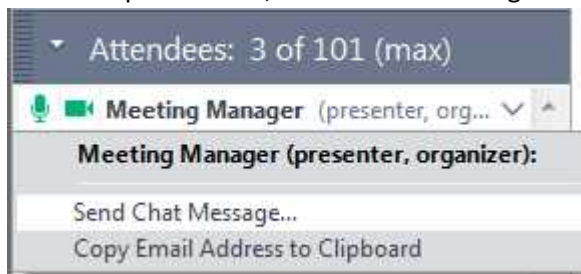 Attendees: 3 of 101 (max)
Meeting Manager (presenter, org...
Meeting Manager (presenter, organizer):
Send Chat Message...
Copy Email Address to Clipboard